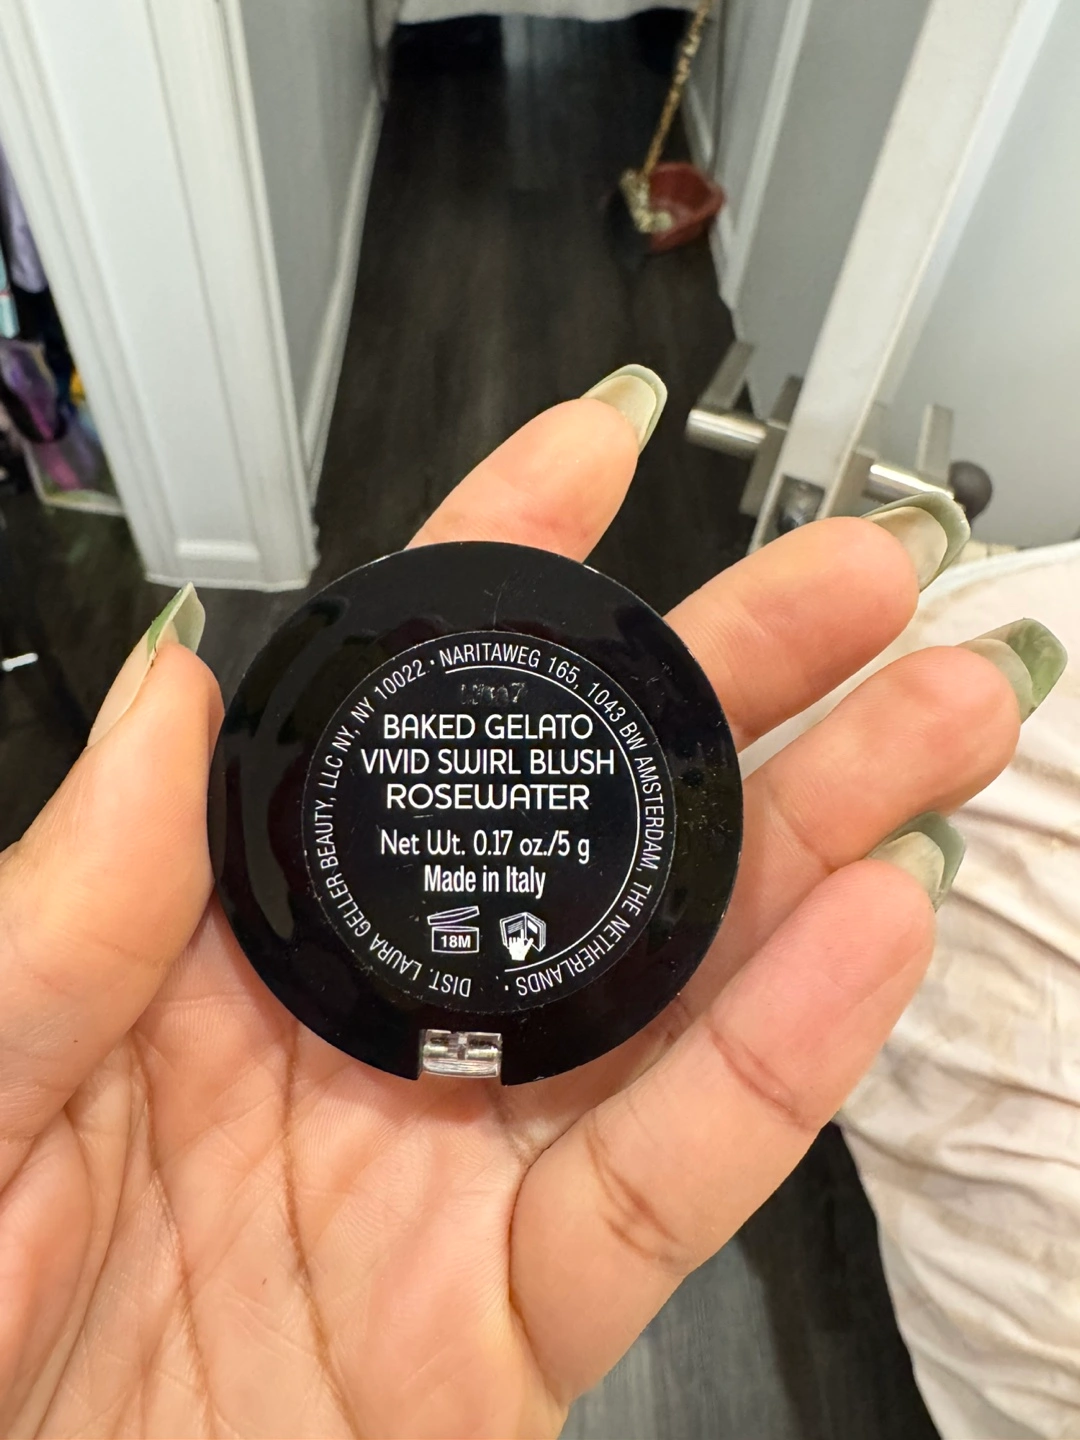 DIST. LAURA GELLER BEAUTY, LLC NY, NY 10022 • NARITAWEG 165, 1043 BW AMSTERDAM, THE NETHERLANDS •
BAKED GELATO
VIVID SWIRL BLUSH
ROSEWATER
Net Wt. 0.17 oz./5 g
Made in Italy
18M